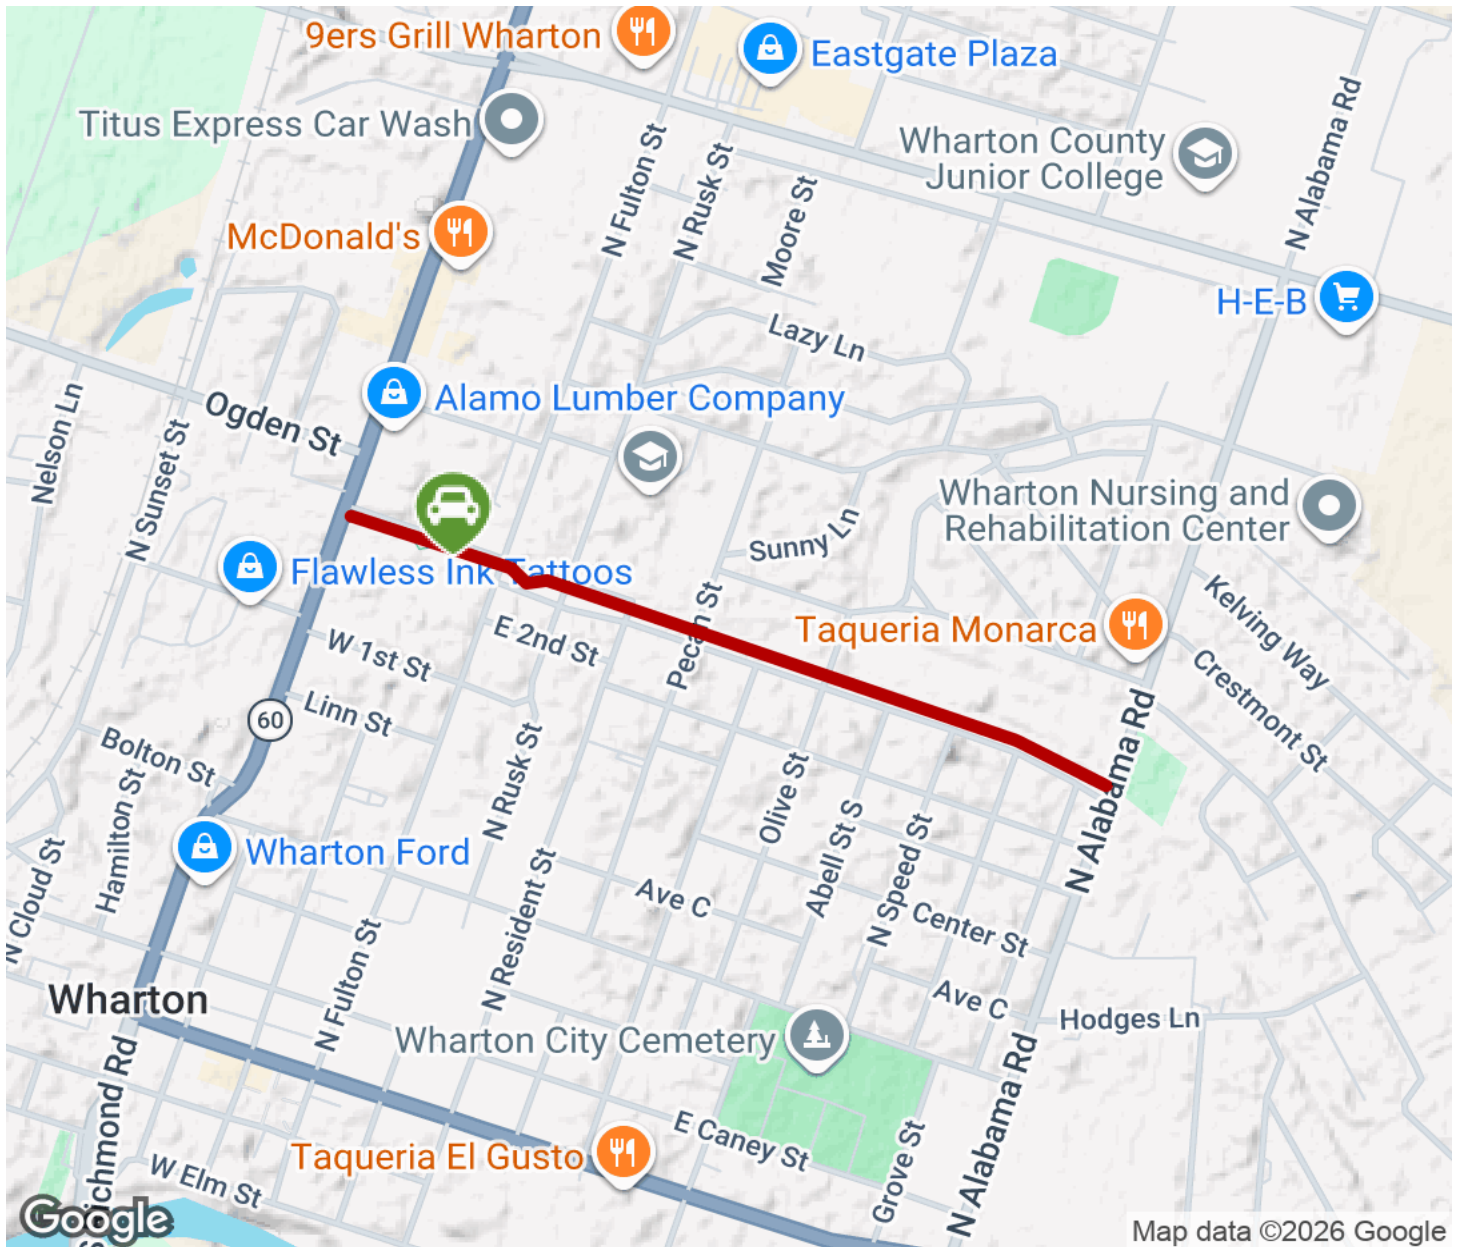 9ers Grill Wharton
Eastgate Plaza
Titus Express Car Wash
Wharton County
Junior College
N Alabama Rd
N Fulton St
N Rusk St
Moore St
McDonald's
H-E-B
Lazy Ln
Nelson Ln
N Sunset St
Ogden St
Alamo Lumber Company
Wharton Nursing and
Rehabilitation Center
Sunny Ln
Flawless Ink Tattoos
Pecan St
Taqueria Monarca
Kelving Way
Crestmont St
E 2nd St
W 1st St
Linn St
60
Bolton St
Hamilton St
N Cloud St
N Rusk St
Olive St
Abell St S
N Speed St
N Alabama Rd
Wharton Ford
N Resident St
Ave C
Center St
N Fulton St
Ave C
Hodges Ln
Wharton
Wharton City Cemetery
N Alabama Rd
E Caney St
Grove St
Taqueria El Gusto
W Elm St
Richmond Rd
Google
Map data ©2026 Google